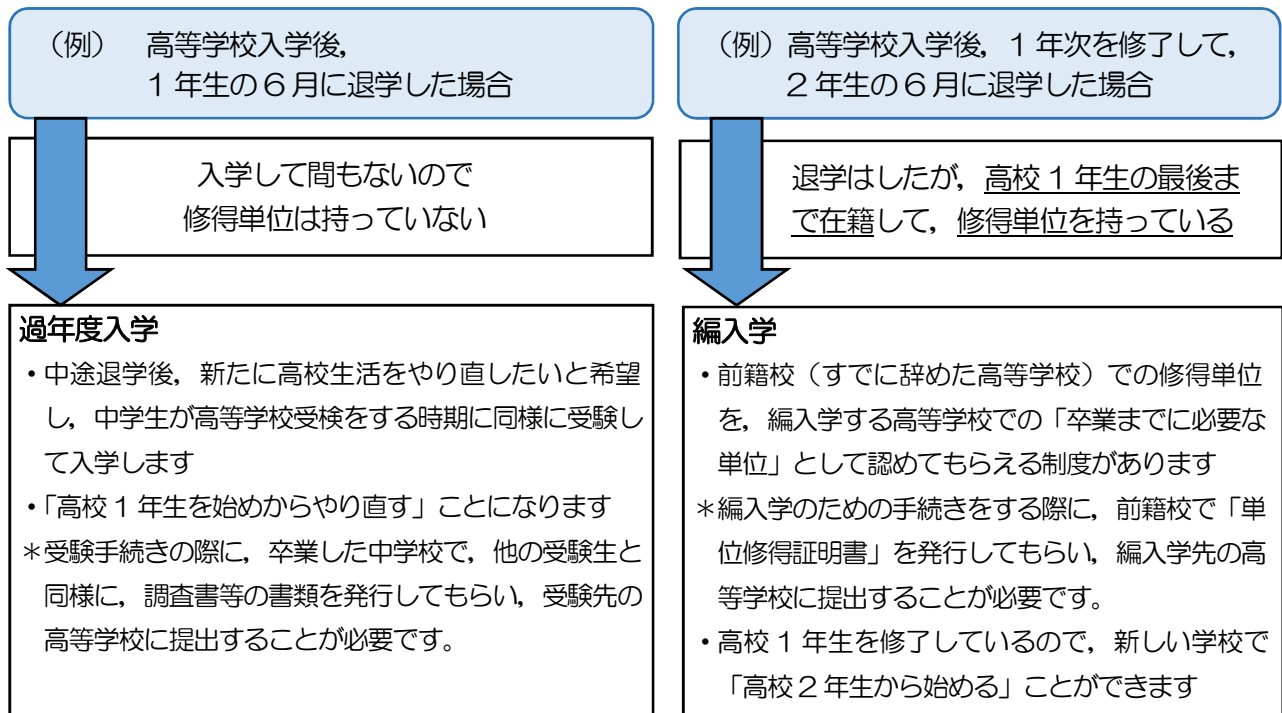 （例）　高等学校入学後，
１年生の６月に退学した場合
入学して間もないので
修得単位は持っていない
過年度入学
・中途退学後，新たに高校生活をやり直したいと希望
し，中学生が高等学校受検をする時期に同様に受験し
て入学します
・「高校１年生を始めからやり直す」ことになります
＊受験手続きの際に，卒業した中学校で，他の受験生と
同様に，調査書等の書類を発行してもらい，受験先の
高等学校に提出することが必要です。
（例）高等学校入学後，１年次を修了して，
２年生の６月に退学した場合
退学はしたが，高校１年生の最後ま
で在籍して，修得単位を持っている
編入学
・前籍校（すでに辞めた高等学校）での修得単位
を，編入学する高等学校での「卒業までに必要な
単位」として認めてもらえる制度があります
＊編入学のための手続きをする際に，前籍校で「単
位修得証明書」を発行してもらい，編入学先の高
等学校に提出することが必要です。
・高校１年生を修了しているので，新しい学校で
「高校２年生から始める」ことができます